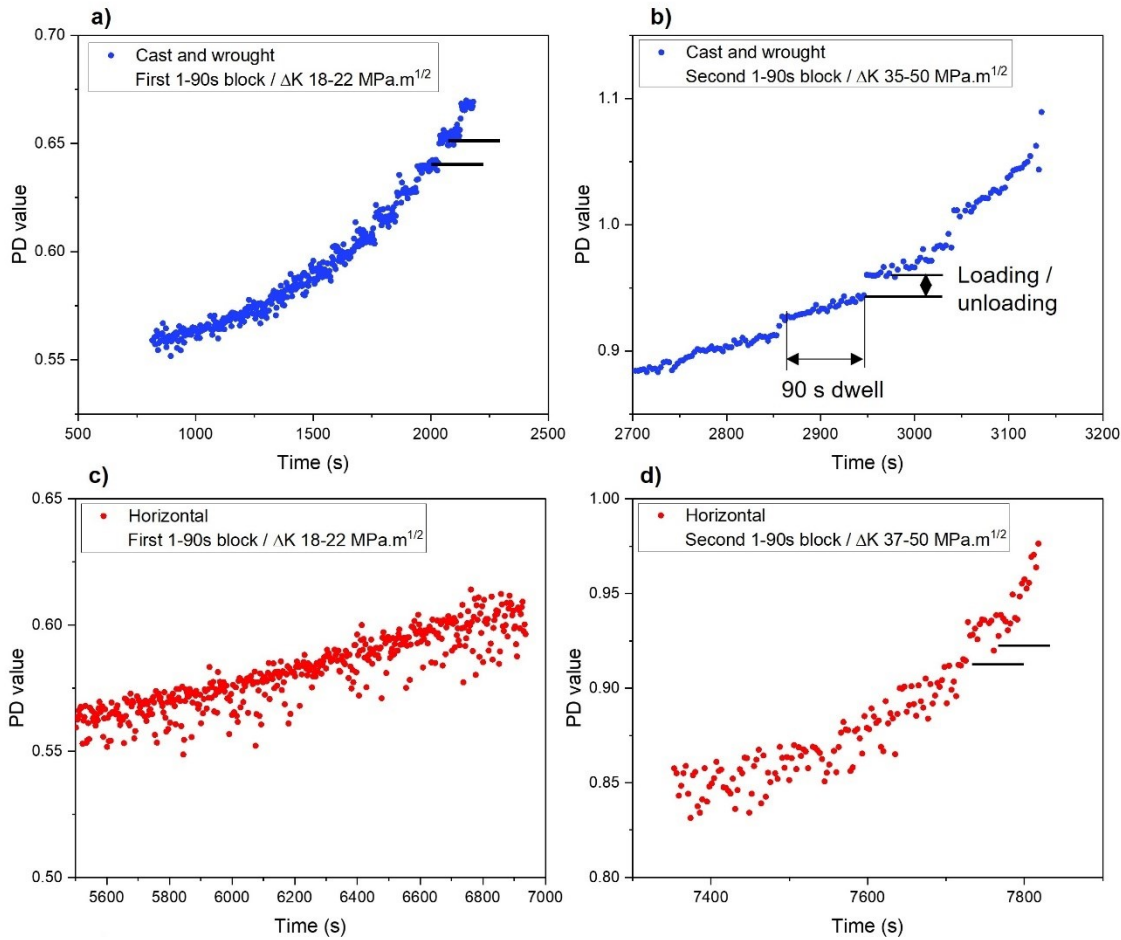 a)
0.70
0.65
0.60
0.55
PD value
Cast and wrought
First 1-90s block / ΔK 18-22 MPa.m^1/2
500 1000 1500 2000 2500
Time (s)
b)
1.1
1.0
0.9
PD value
Cast and wrought
Second 1-90s block / ΔK 35-50 MPa.m^1/2
Loading /
unloading
90 s dwell
2700 2800 2900 3000 3100 3200
Time (s)
c)
0.65
0.60
0.55
0.50
PD value
Horizontal
First 1-90s block / ΔK 18-22 MPa.m^1/2
5600 5800 6000 6200 6400 6600 6800 7000
Time (s)
d)
1.00
0.95
0.90
0.85
0.80
PD value
Horizontal
Second 1-90s block / ΔK 37-50 MPa.m^1/2
7400 7600 7800
Time (s)